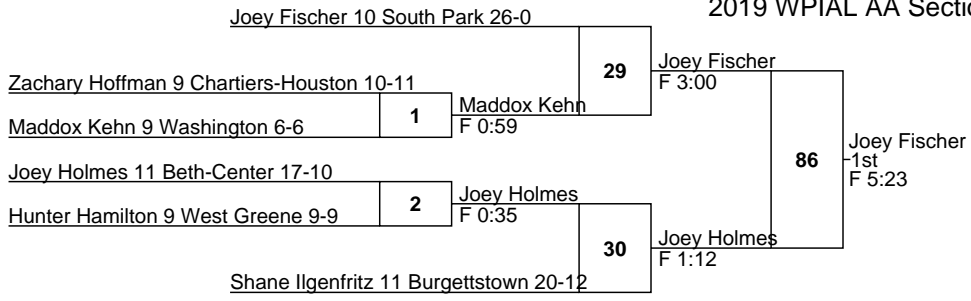 2019 WPIAL AA Sectio
Joey Fischer 10 South Park 26-0
29
Joey Fischer
F 3:00
Zachary Hoffman 9 Chartiers-Houston 10-11
1
Maddox Kehn
F 0:59
Maddox Kehn 9 Washington 6-6
86
Joey Fischer
1st
F 5:23
Joey Holmes 11 Beth-Center 17-10
2
Joey Holmes
F 0:35
Hunter Hamilton 9 West Greene 9-9
30
Joey Holmes
F 1:12
Shane Ilgenfritz 11 Burgettstown 20-12